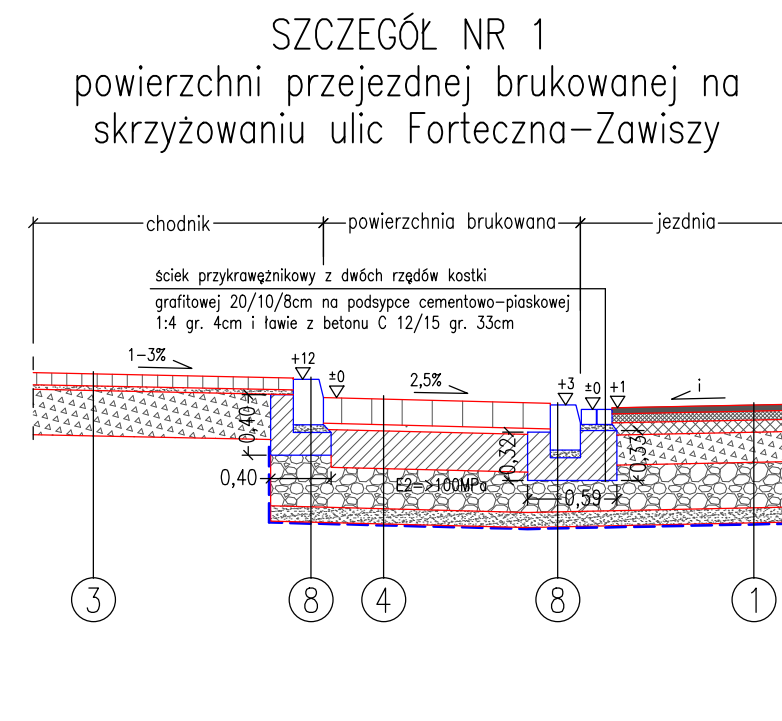 SZCZEGÓŁ NR 1
powierzchni przejezdnej brukowanej na
skrzyżowaniu ulic Forteczna-Zawiszy
chodnik
powierzchnia brukowana
jezdnia
ściek przykrawężnikowy z dwóch rzędów kostki
grafitowej 20/10/8cm na podsypce cementowo-piaskowej
1:4 gr. 4cm i ławie z betonu C 12/15 gr. 33cm
1-3%
+12
±0
2,5%
+3
±0
+1
i
0,40
0,32
0,33
0,40
E2=>100MPa
0,59
3
8
4
8
1